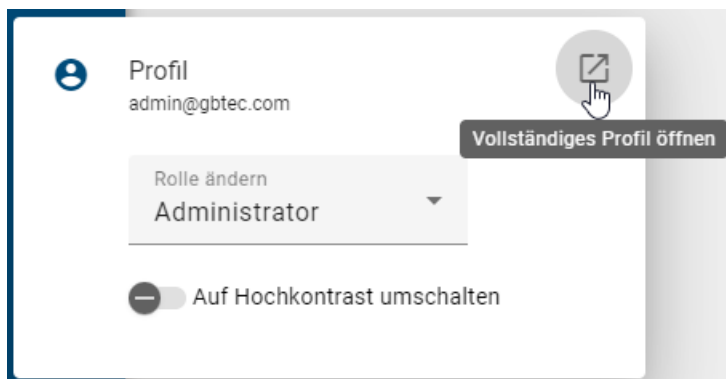 Profil
admin@gbtec.com
Vollständiges Profil öffnen
Rolle ändern
Administrator
Auf Hochkontrast umschalten